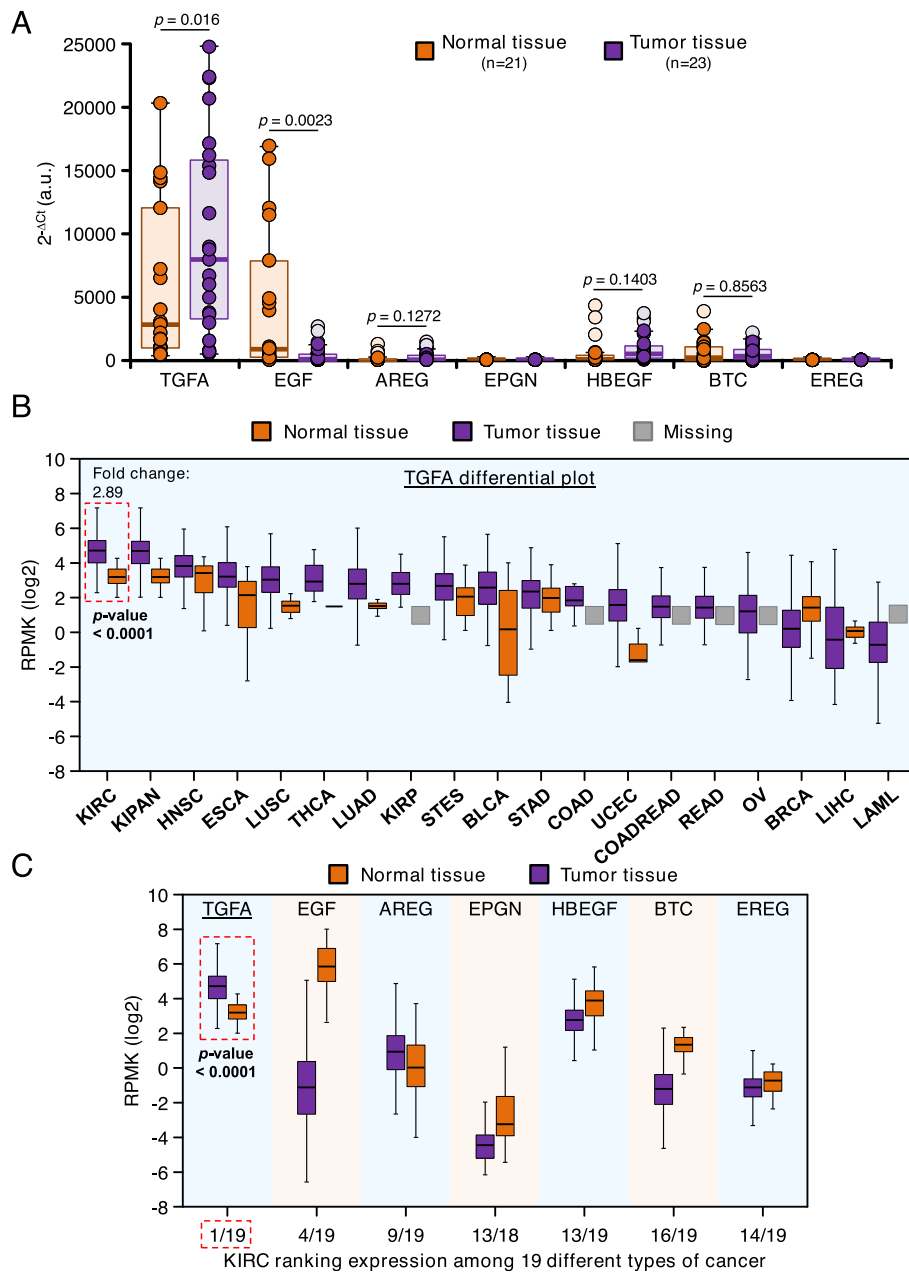 A
p = 0.016
Normal tissue
(n=21)
Tumor tissue
(n=23)
p = 0.0023
p = 0.1272
p = 0.1403
p = 0.8563
2-ΔCt (a.u.)
25000
20000
15000
10000
5000
0
TGFA EGF AREG EPGN HBEGF BTC EREG
B
Normal tissue Tumor tissue Missing
Fold change:
2.89
TGFA differential plot
p-value
< 0.0001
RPMK (log2)
10
8
6
4
2
0
-2
-4
-6
-8
KIRC KIPAN HNSC ESCA LUSC THCA LUAD KIRP STES BLCA STAD COAD UCEC COADREAD READ OV BRCA LIHC LAML
C
Normal tissue Tumor tissue
TGFA EGF AREG EPGN HBEGF BTC EREG
p-value
< 0.0001
RPMK (log2)
10
8
6
4
2
0
-2
-4
-6
-8
1/19 4/19 9/19 13/18 13/19 16/19 14/19
KIRC ranking expression among 19 different types of cancer